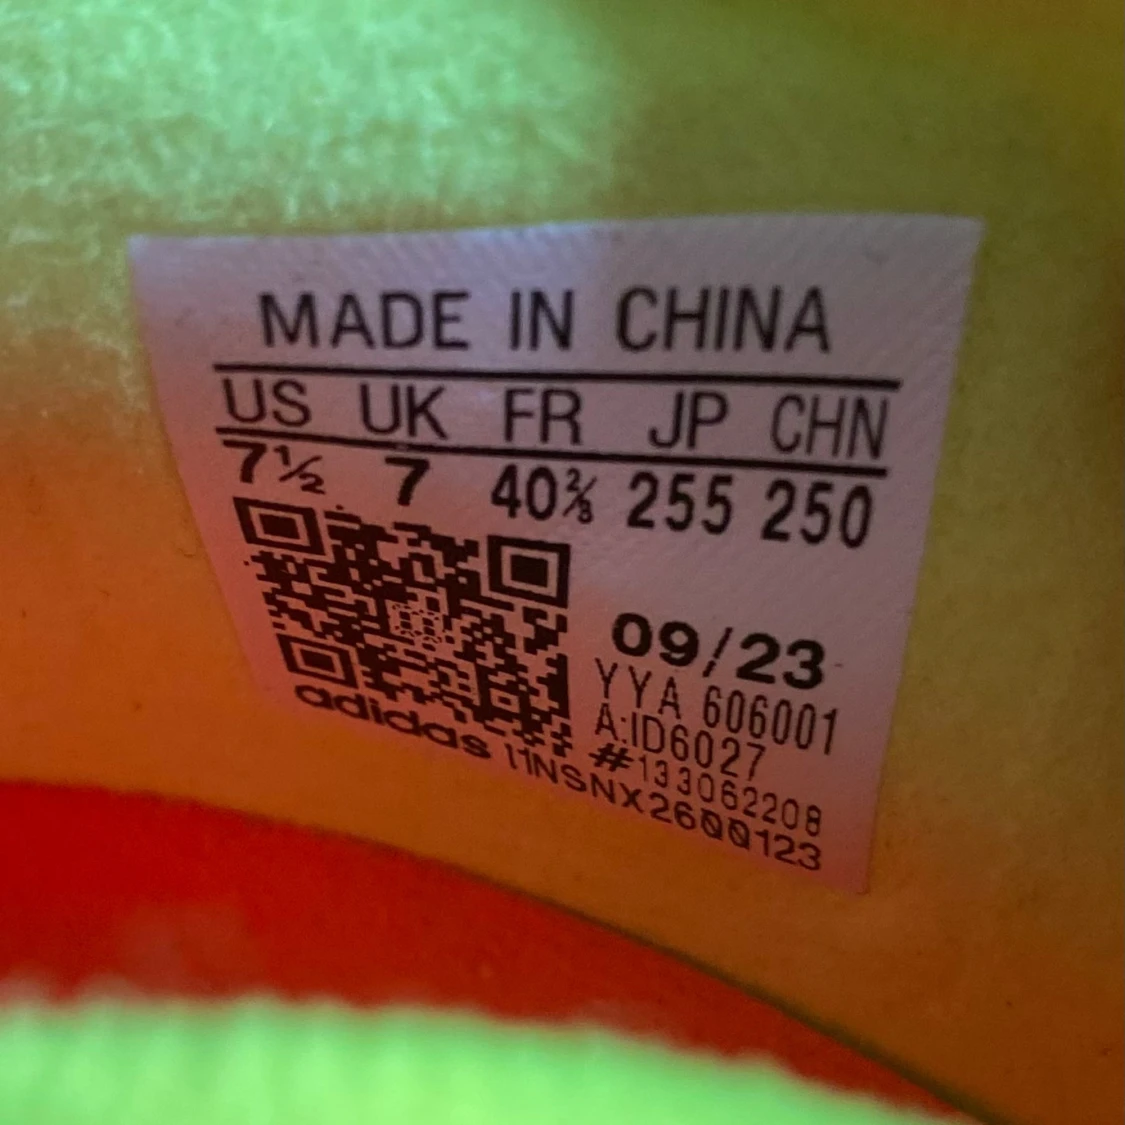 MADE IN CHINA
US UK FR JP CHN
7½ 7 40⅔ 255 250
09/23
YYA 606001
A:ID6027
#133062208
adidas 11NSNX2600123